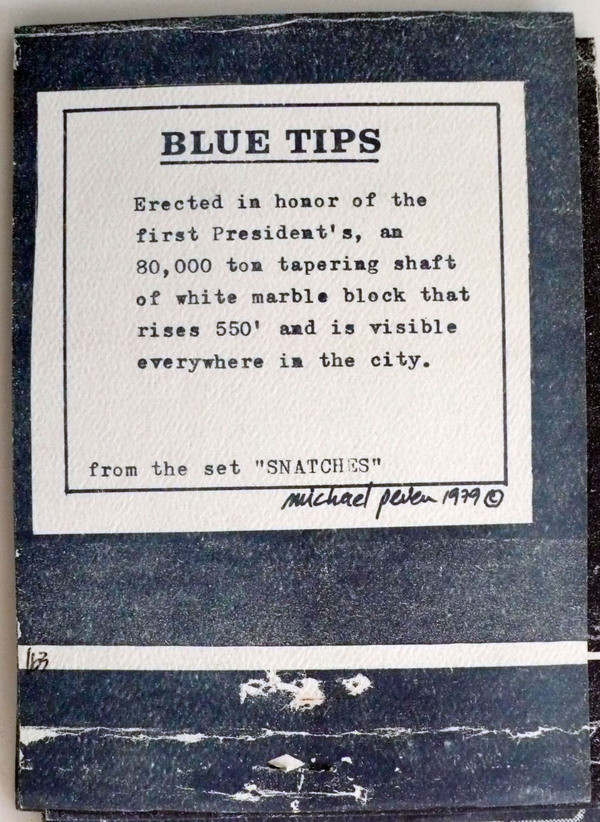 BLUE TIPS
Erected in honor of the
first President's, an
80,000 ton tapering shaft
of white marble block that
rises 550' and is visible
everywhere in the city.
from the set "SNATCHES"
michael peven 1979 ©
163